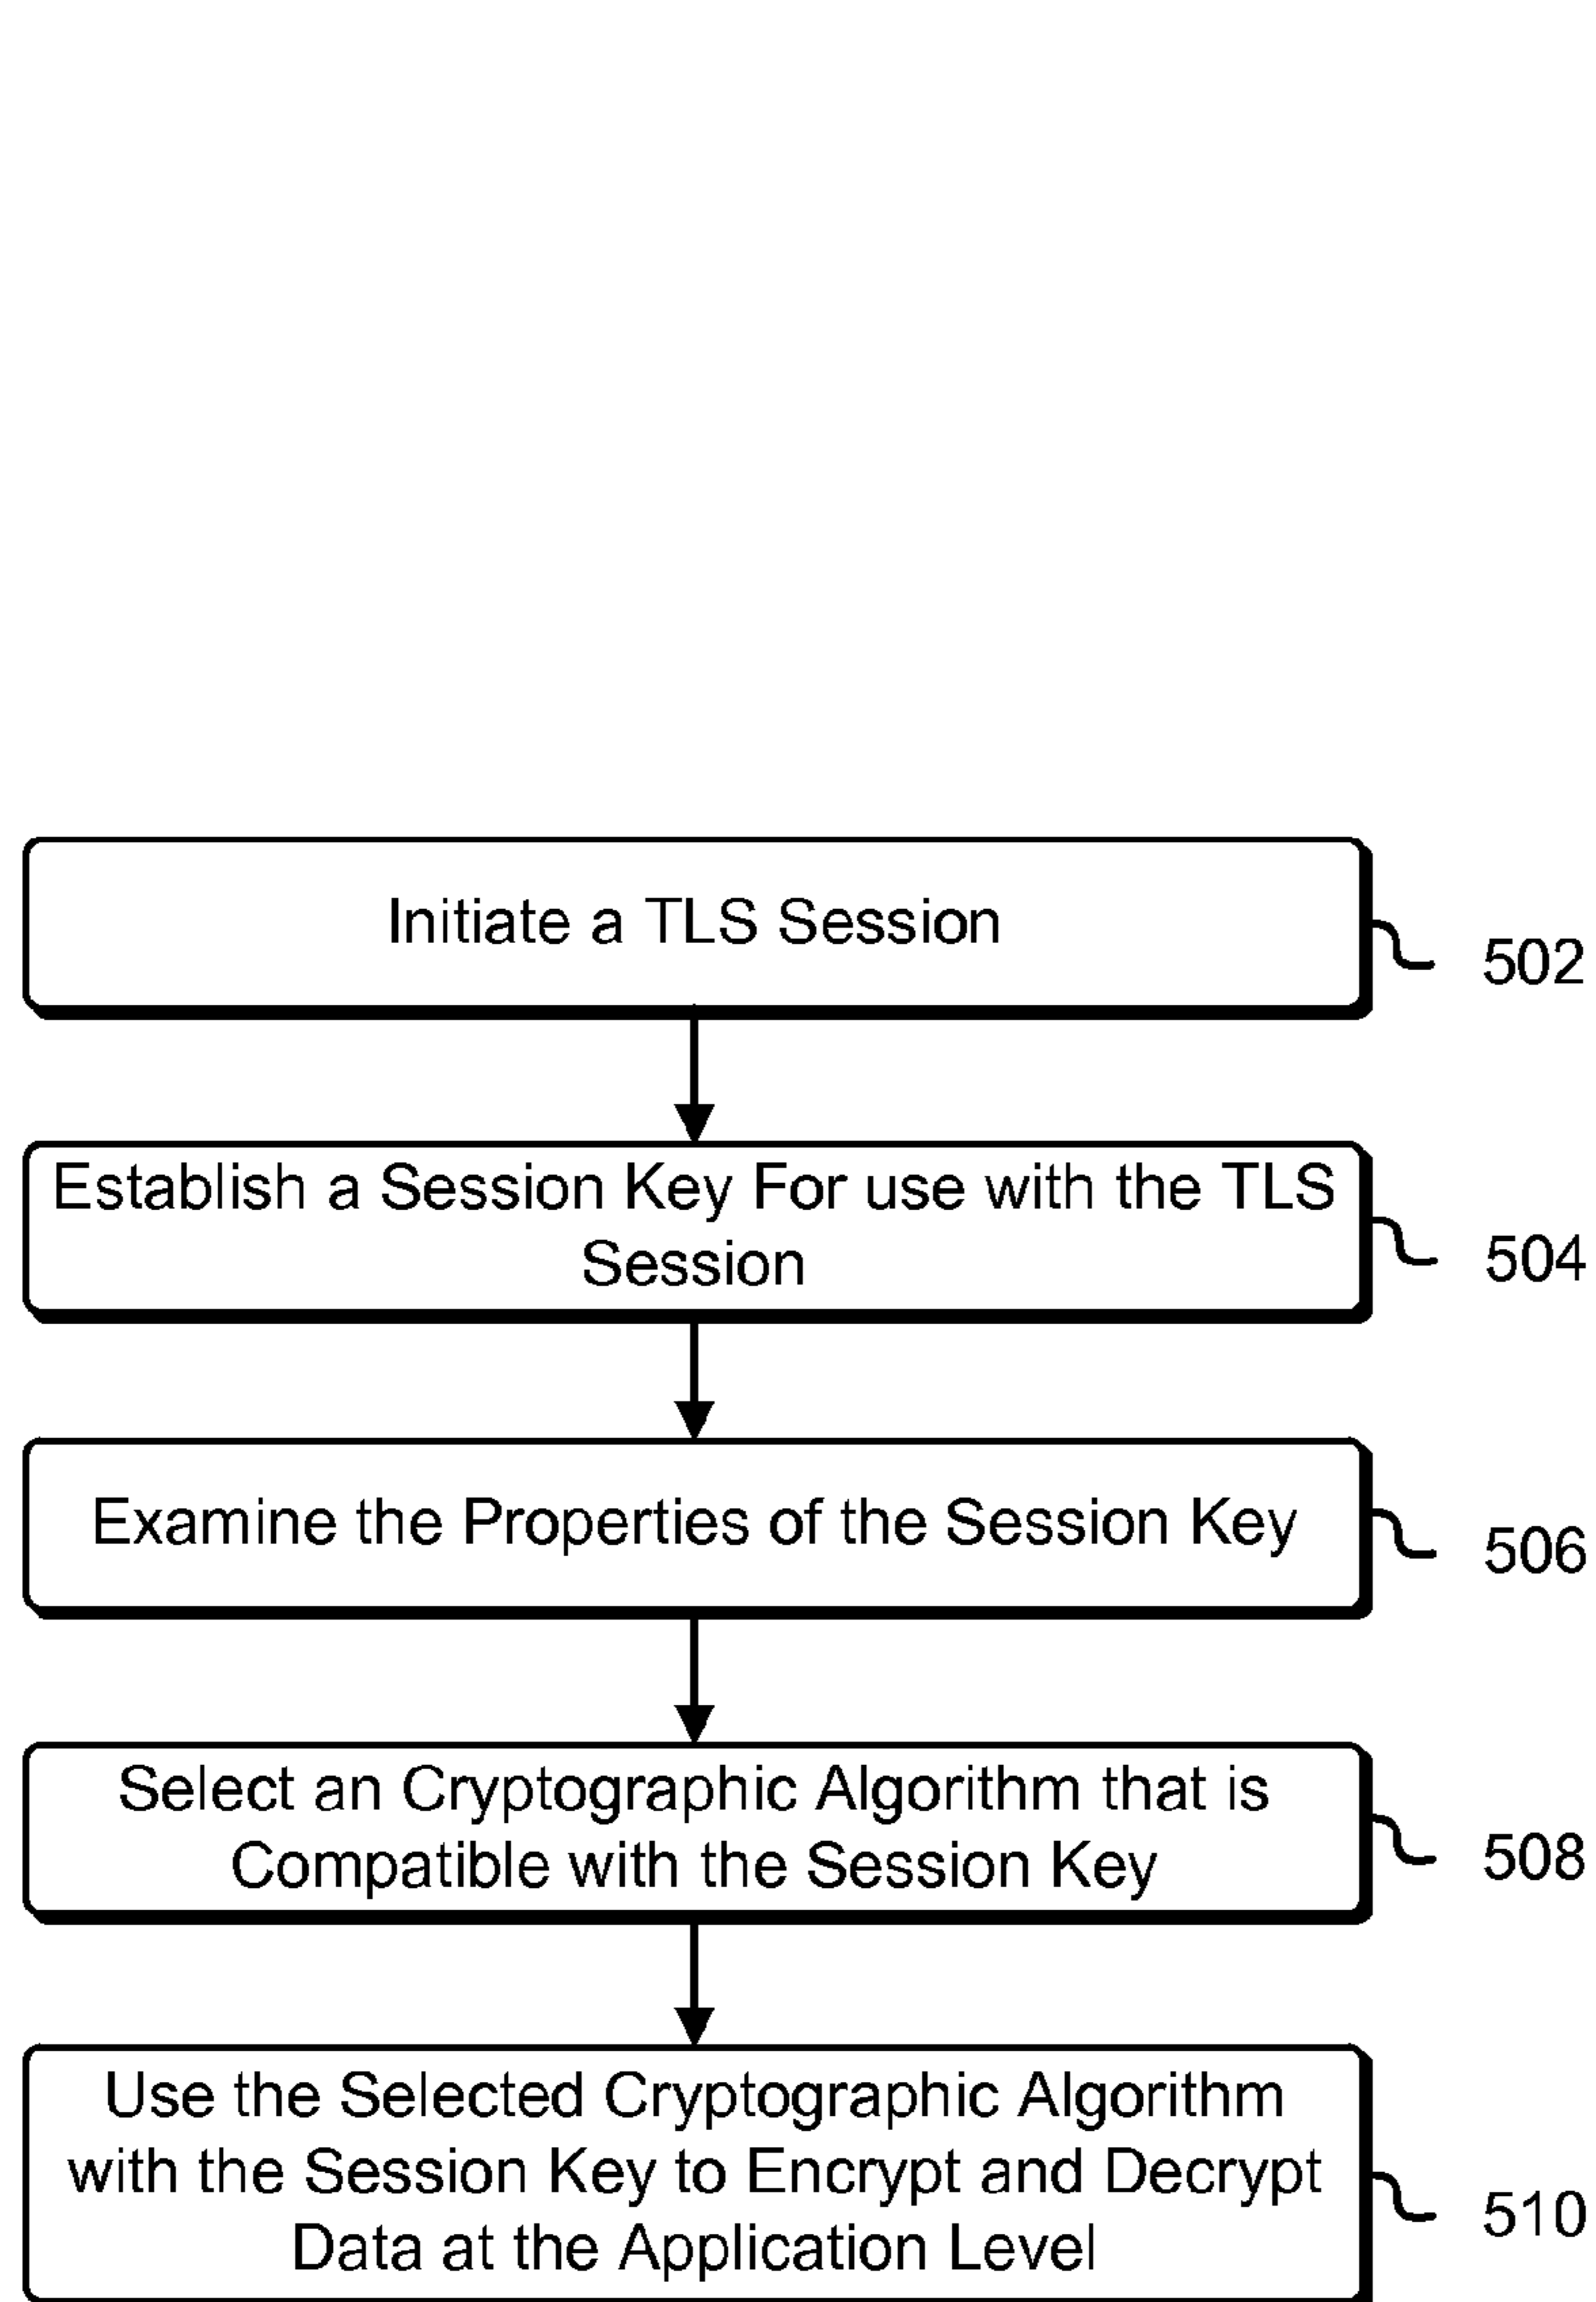 Initiate a TLS Session
502
Establish a Session Key For use with the TLS
Session
504
Examine the Properties of the Session Key
506
Select an Cryptographic Algorithm that is
Compatible with the Session Key
508
Use the Selected Cryptographic Algorithm
with the Session Key to Encrypt and Decrypt
Data at the Application Level
510